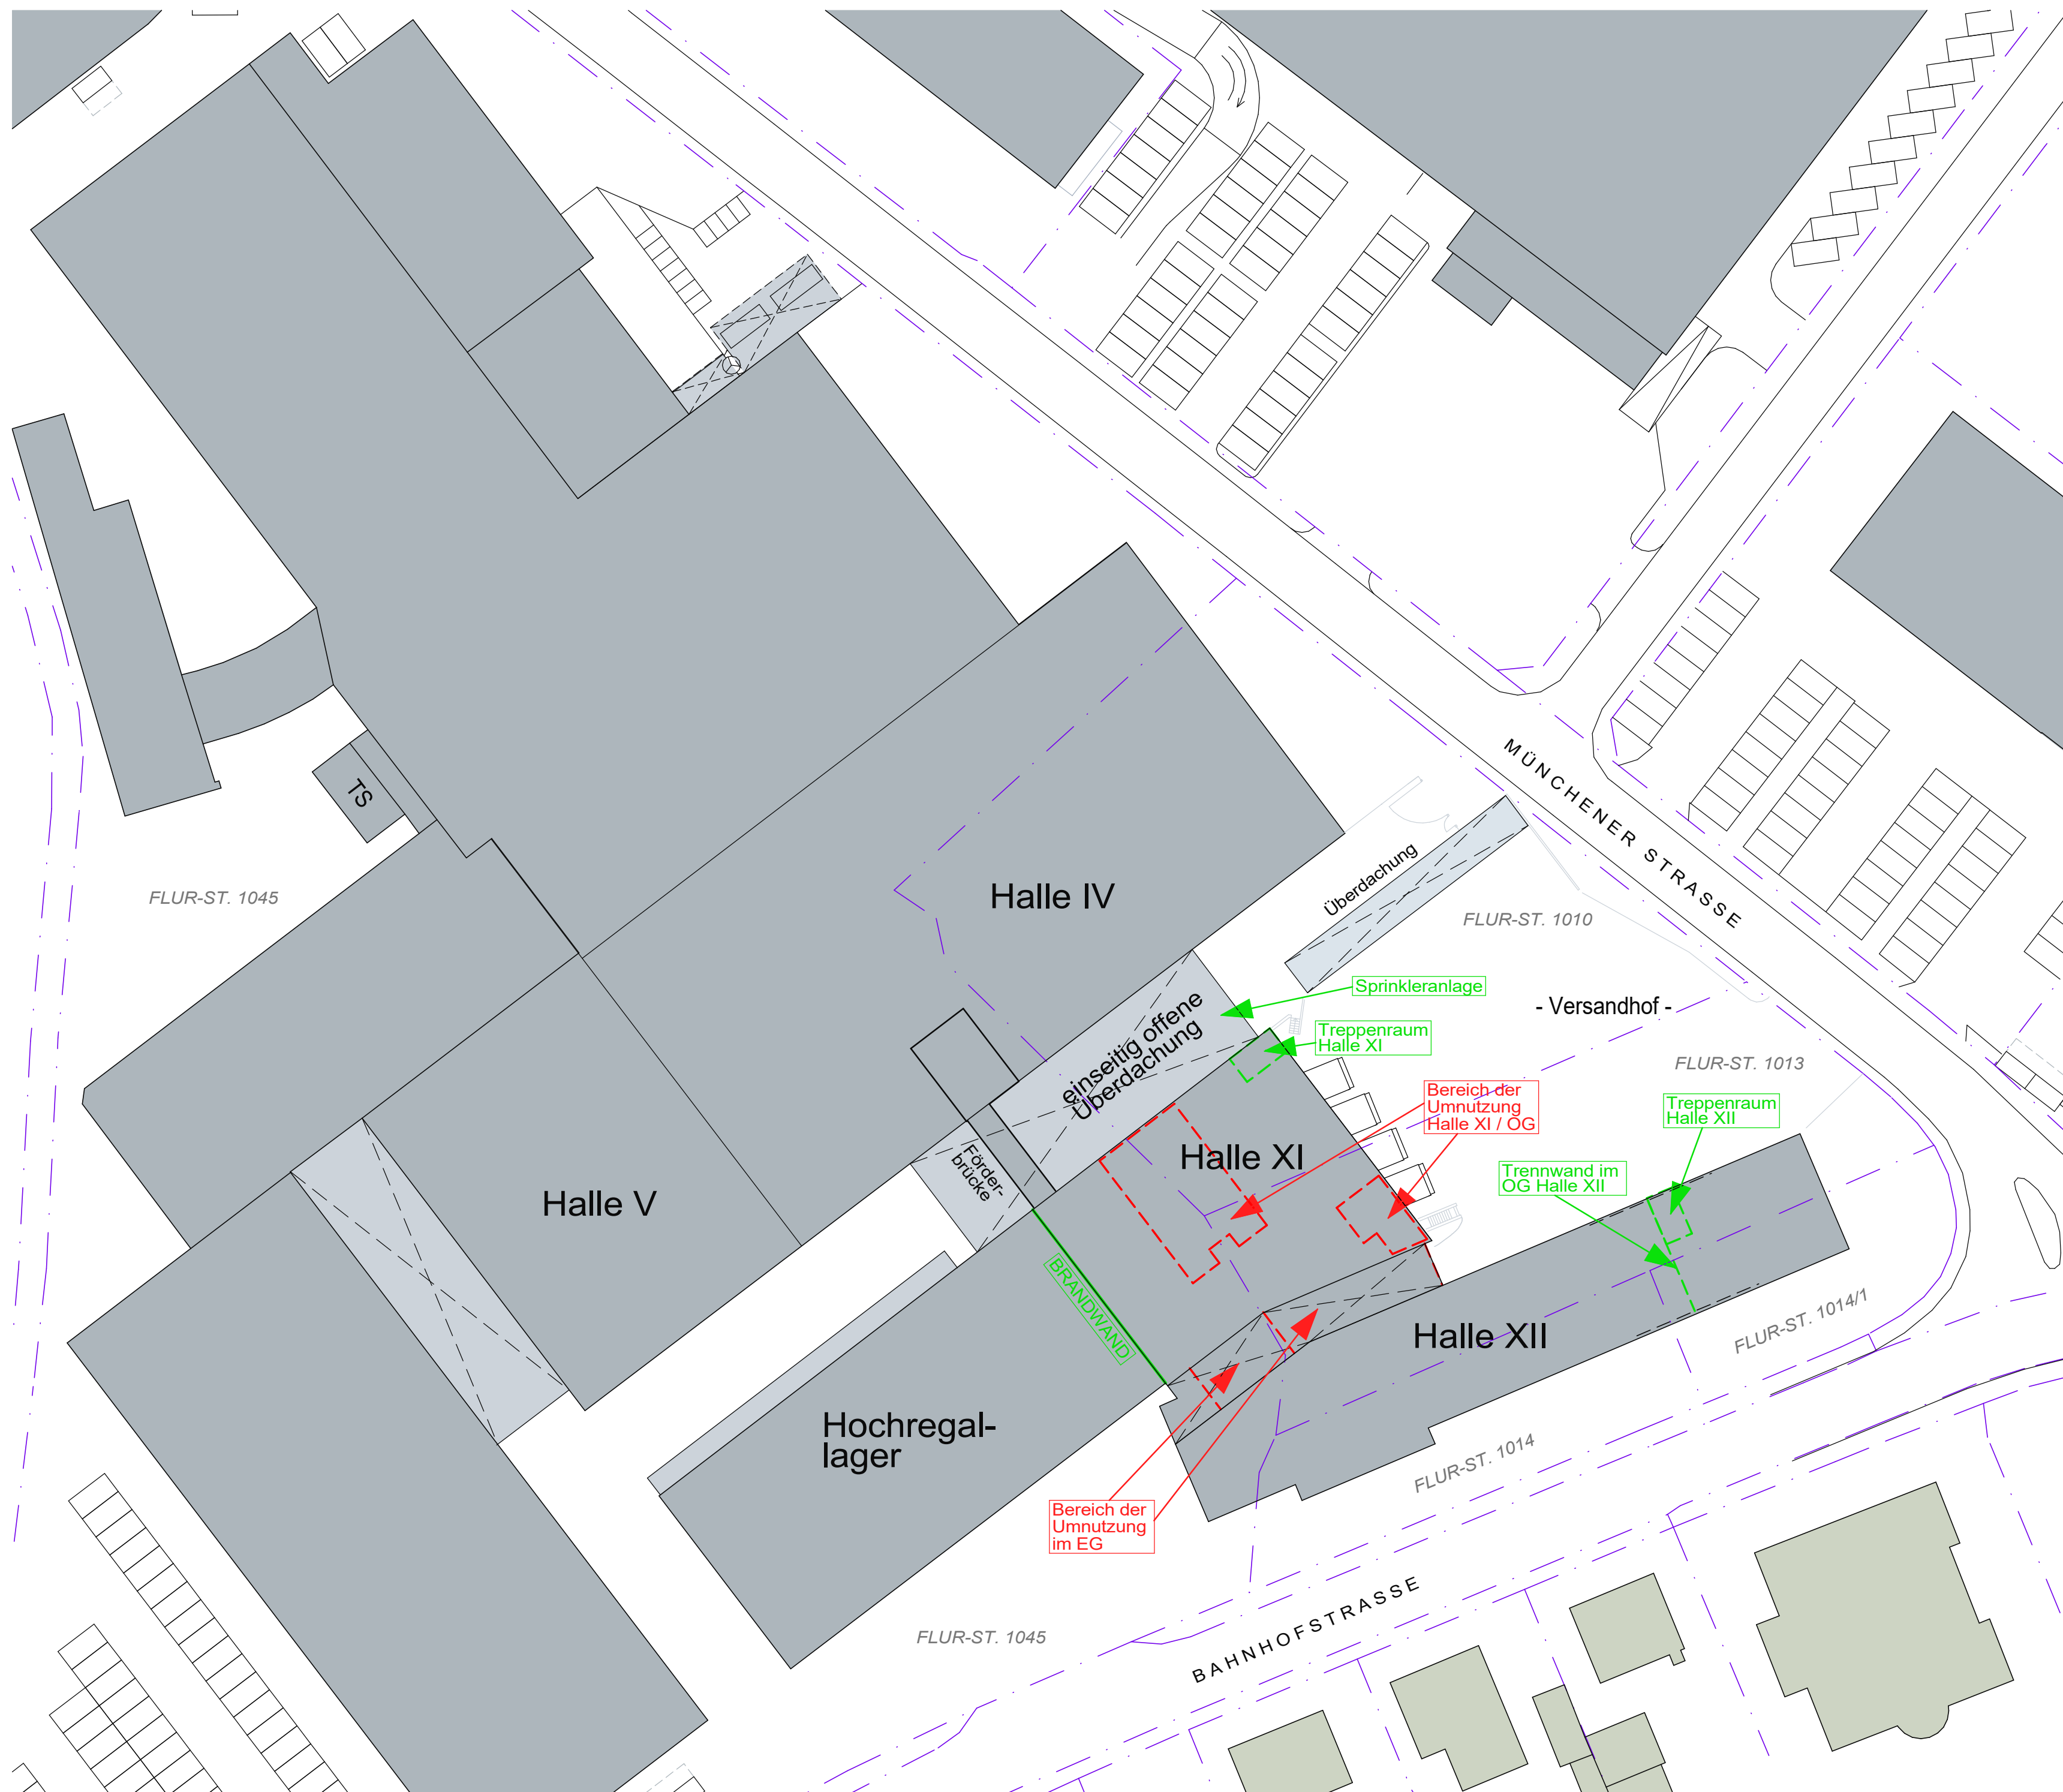 MÜNCHENER STRASSE
TS
FLUR-ST. 1045
Halle IV
Überdachung
FLUR-ST. 1010
Sprinkleranlage
- Versandhof -
einseitig offene
Überdachung
Treppenraum
Halle XI
FLUR-ST. 1013
Bereich der
Umnutzung
Halle XI / OG
Treppenraum
Halle XII
Halle XI
Förder-
brücke
Trennwand im
OG Halle XII
Halle V
BRANDWAND
Halle XII
FLUR-ST. 1014/1
Hochregal-
lager
FLUR-ST. 1014
Bereich der
Umnutzung
im EG
BAHNHOFSTRASSE
FLUR-ST. 1045